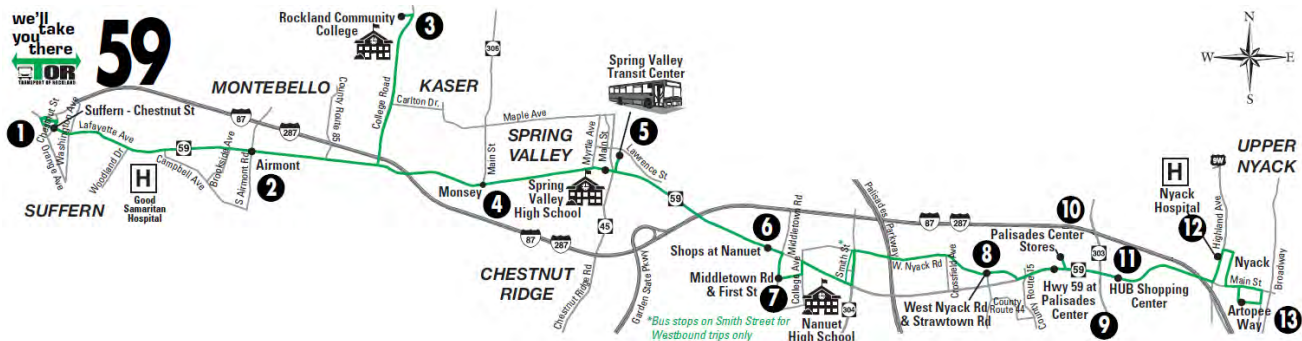 we'll
take
you
there
TOR
TRANSPORT OF ROCKLAND
59
Rockland Community
College
3
305
Spring Valley
Transit Center
N
W
E
S
MONTEBELLO
KASER
County Route 85
College Road
Carlton Dr.
Maple Ave
87
287
1
Chestnut St
Washington Ave
Suffern - Chestnut St
Lafayette Ave
S Orange Ave
Woodland Dr
59
H
Good
Samaritan
Hospital
Campbell Ave
Brookside Ave
S Airmont Rd
Airmont
2
SUFFERN
Main St
Monsey
4
SPRING
VALLEY
Myrtle Ave
Main St
5
Lawrence St
Spring
Valley
High School
45
59
87
287
CHESTNUT
RIDGE
Chestnut Ridge Rd
Garden State Pkwy
6
Shops at Nanuet
Middletown Rd
Middletown Rd
& First St
7
College Ave
Smith St*
Nanuet
High School
304
*Bus stops on Smith Street for
Westbound trips only
Palisades
Parkway
W. Nyack Rd
87
287
Crossfield Ave
8
West Nyack Rd
& Strawtown Rd
County
Route 44
County Route 15
10
Palisades Center
Stores
59
Hwy 59 at
Palisades
Center
9
303
11
HUB Shopping
Center
9W
H
Nyack
Hospital
12
Highland Ave
UPPER
NYACK
Nyack
Main St
Broadway
Artopee
Way
13